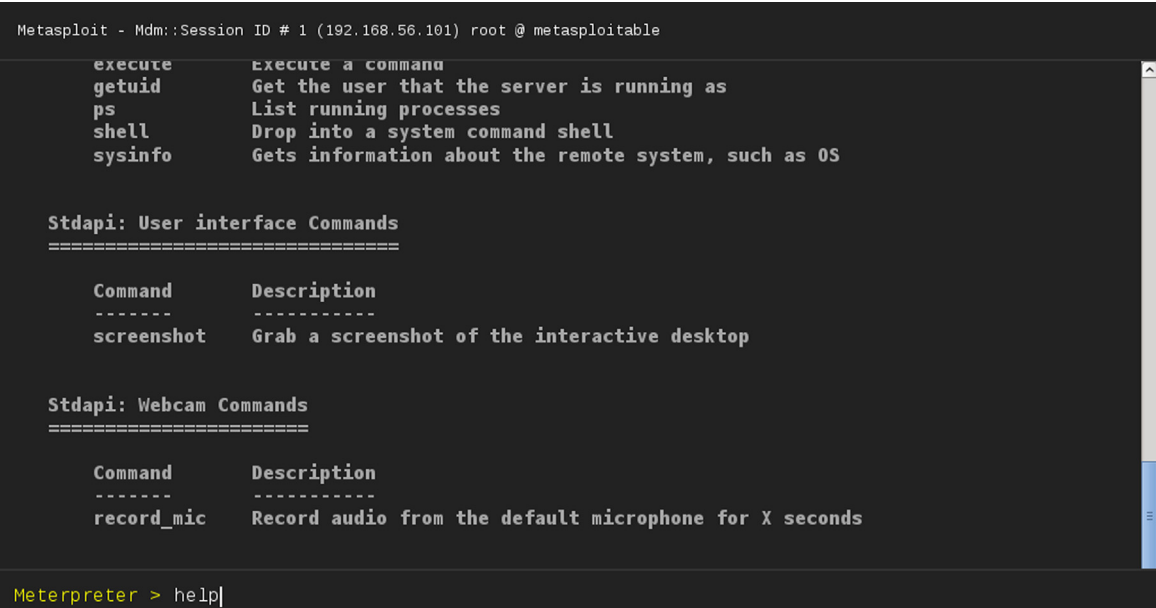 Metasploit - Mdm::Session ID # 1 (192.168.56.101) root @ metasploitable
execute Execute a command
getuid Get the user that the server is running as
ps List running processes
shell Drop into a system command shell
sysinfo Gets information about the remote system, such as OS
Stdapi: User interface Commands
===============================
Command Description
------- -----------
screenshot Grab a screenshot of the interactive desktop
Stdapi: Webcam Commands
=======================
Command Description
------- -----------
record_mic Record audio from the default microphone for X seconds
Meterpreter > help